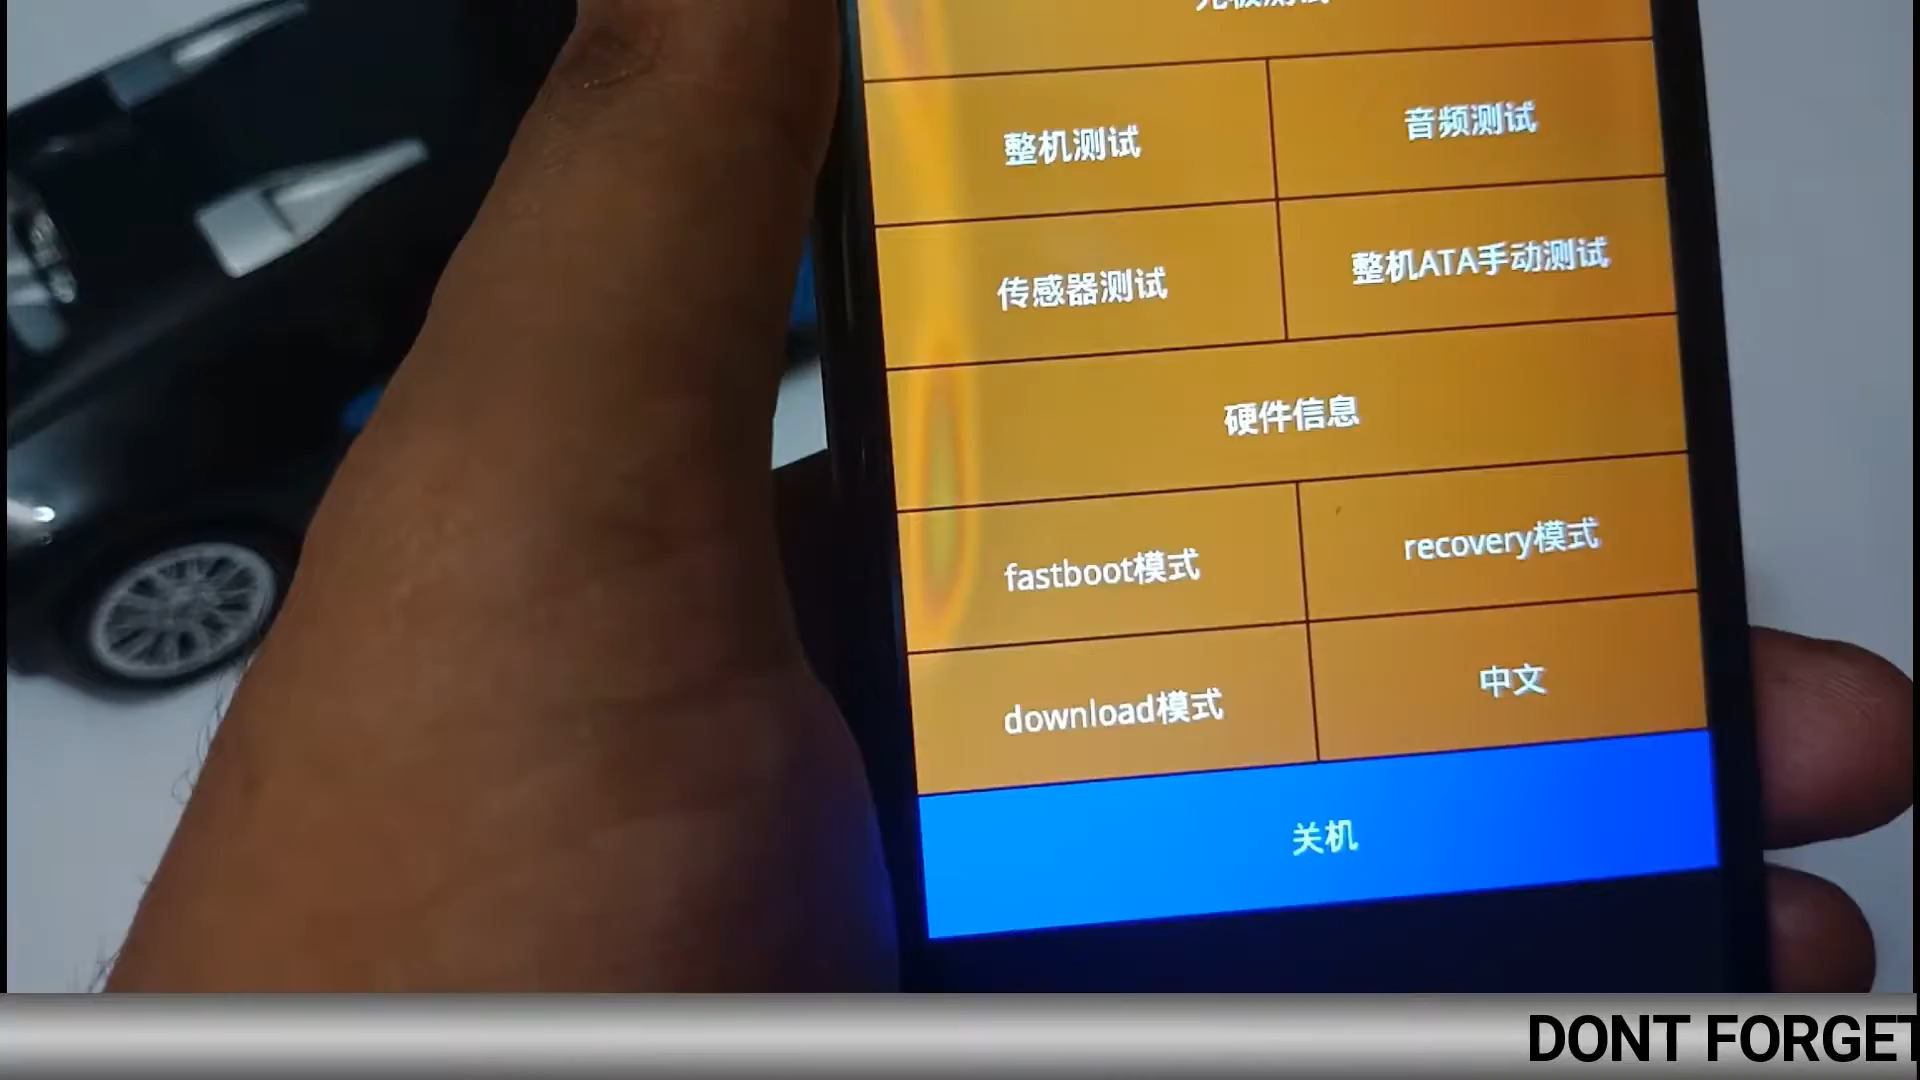 整机测试
音频测试
传感器测试
整机ATA手动测试
硬件信息
fastboot模式
recovery模式
download模式
中文
关机
DONT FORGET